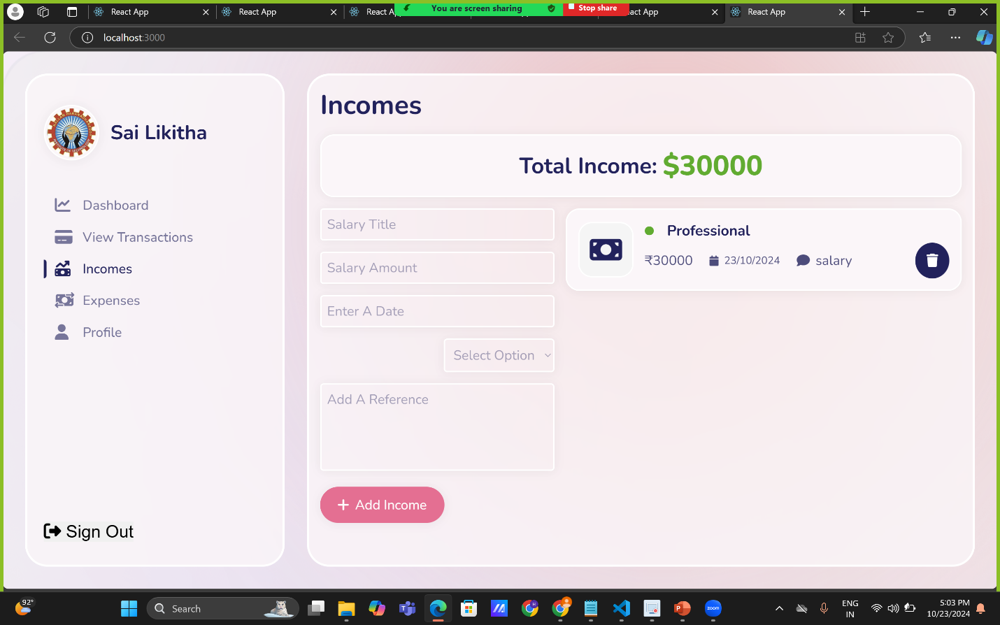 React App
React App
React A
You are screen sharing
Stop share
App
React App
localhost:3000
Sai Likitha
Dashboard
View Transactions
Incomes
Expenses
Profile
Sign Out
Incomes
Total Income: $30000
Salary Title
Salary Amount
Enter A Date
Select Option
Add A Reference
+ Add Income
Professional
₹30000 23/10/2024 salary
92°
Search
zoom
ENG
IN
5:03 PM
10/23/2024